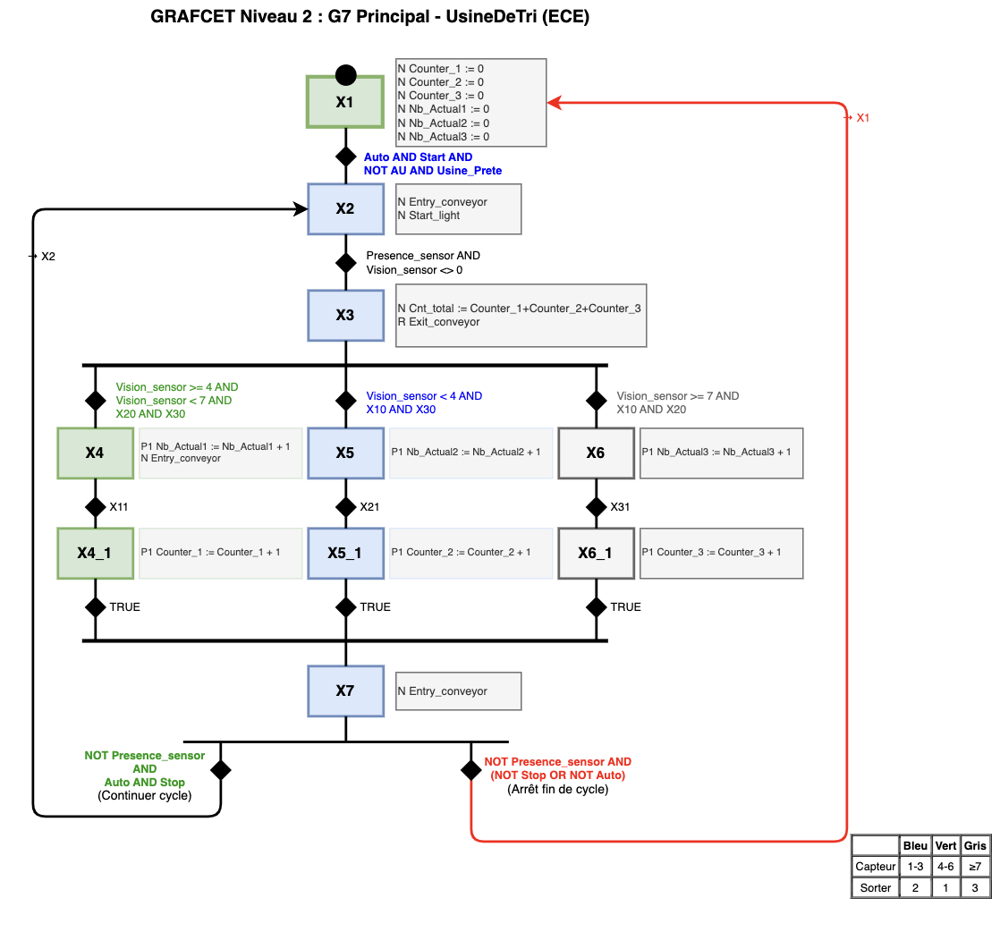 GRAFCET Niveau 2 : G7 Principal - UsineDeTri (ECE)
X1
N Counter_1 := 0
N Counter_2 := 0
N Counter_3 := 0
N Nb_Actual1 := 0
N Nb_Actual2 := 0
N Nb_Actual3 := 0
→ X1
Auto AND Start AND
NOT AU AND Usine_Prete
X2
N Entry_conveyor
N Start_light
→ X2
Presence_sensor AND
Vision_sensor <> 0
X3
N Cnt_total := Counter_1+Counter_2+Counter_3
R Exit_conveyor
Vision_sensor >= 4 AND
Vision_sensor < 7 AND
X20 AND X30
Vision_sensor < 4 AND
X10 AND X30
Vision_sensor >= 7 AND
X10 AND X20
X4
P1 Nb_Actual1 := Nb_Actual1 + 1
N Entry_conveyor
X5
P1 Nb_Actual2 := Nb_Actual2 + 1
X6
P1 Nb_Actual3 := Nb_Actual3 + 1
X11
X21
X31
X4_1
P1 Counter_1 := Counter_1 + 1
X5_1
P1 Counter_2 := Counter_2 + 1
X6_1
P1 Counter_3 := Counter_3 + 1
TRUE
TRUE
TRUE
X7
N Entry_conveyor
NOT Presence_sensor
AND
Auto AND Stop
(Continuer cycle)
NOT Presence_sensor AND
(NOT Stop OR NOT Auto)
(Arrêt fin de cycle)
Bleu Vert Gris
Capteur 1-3 4-6 ≥7
Sorter 2 1 3